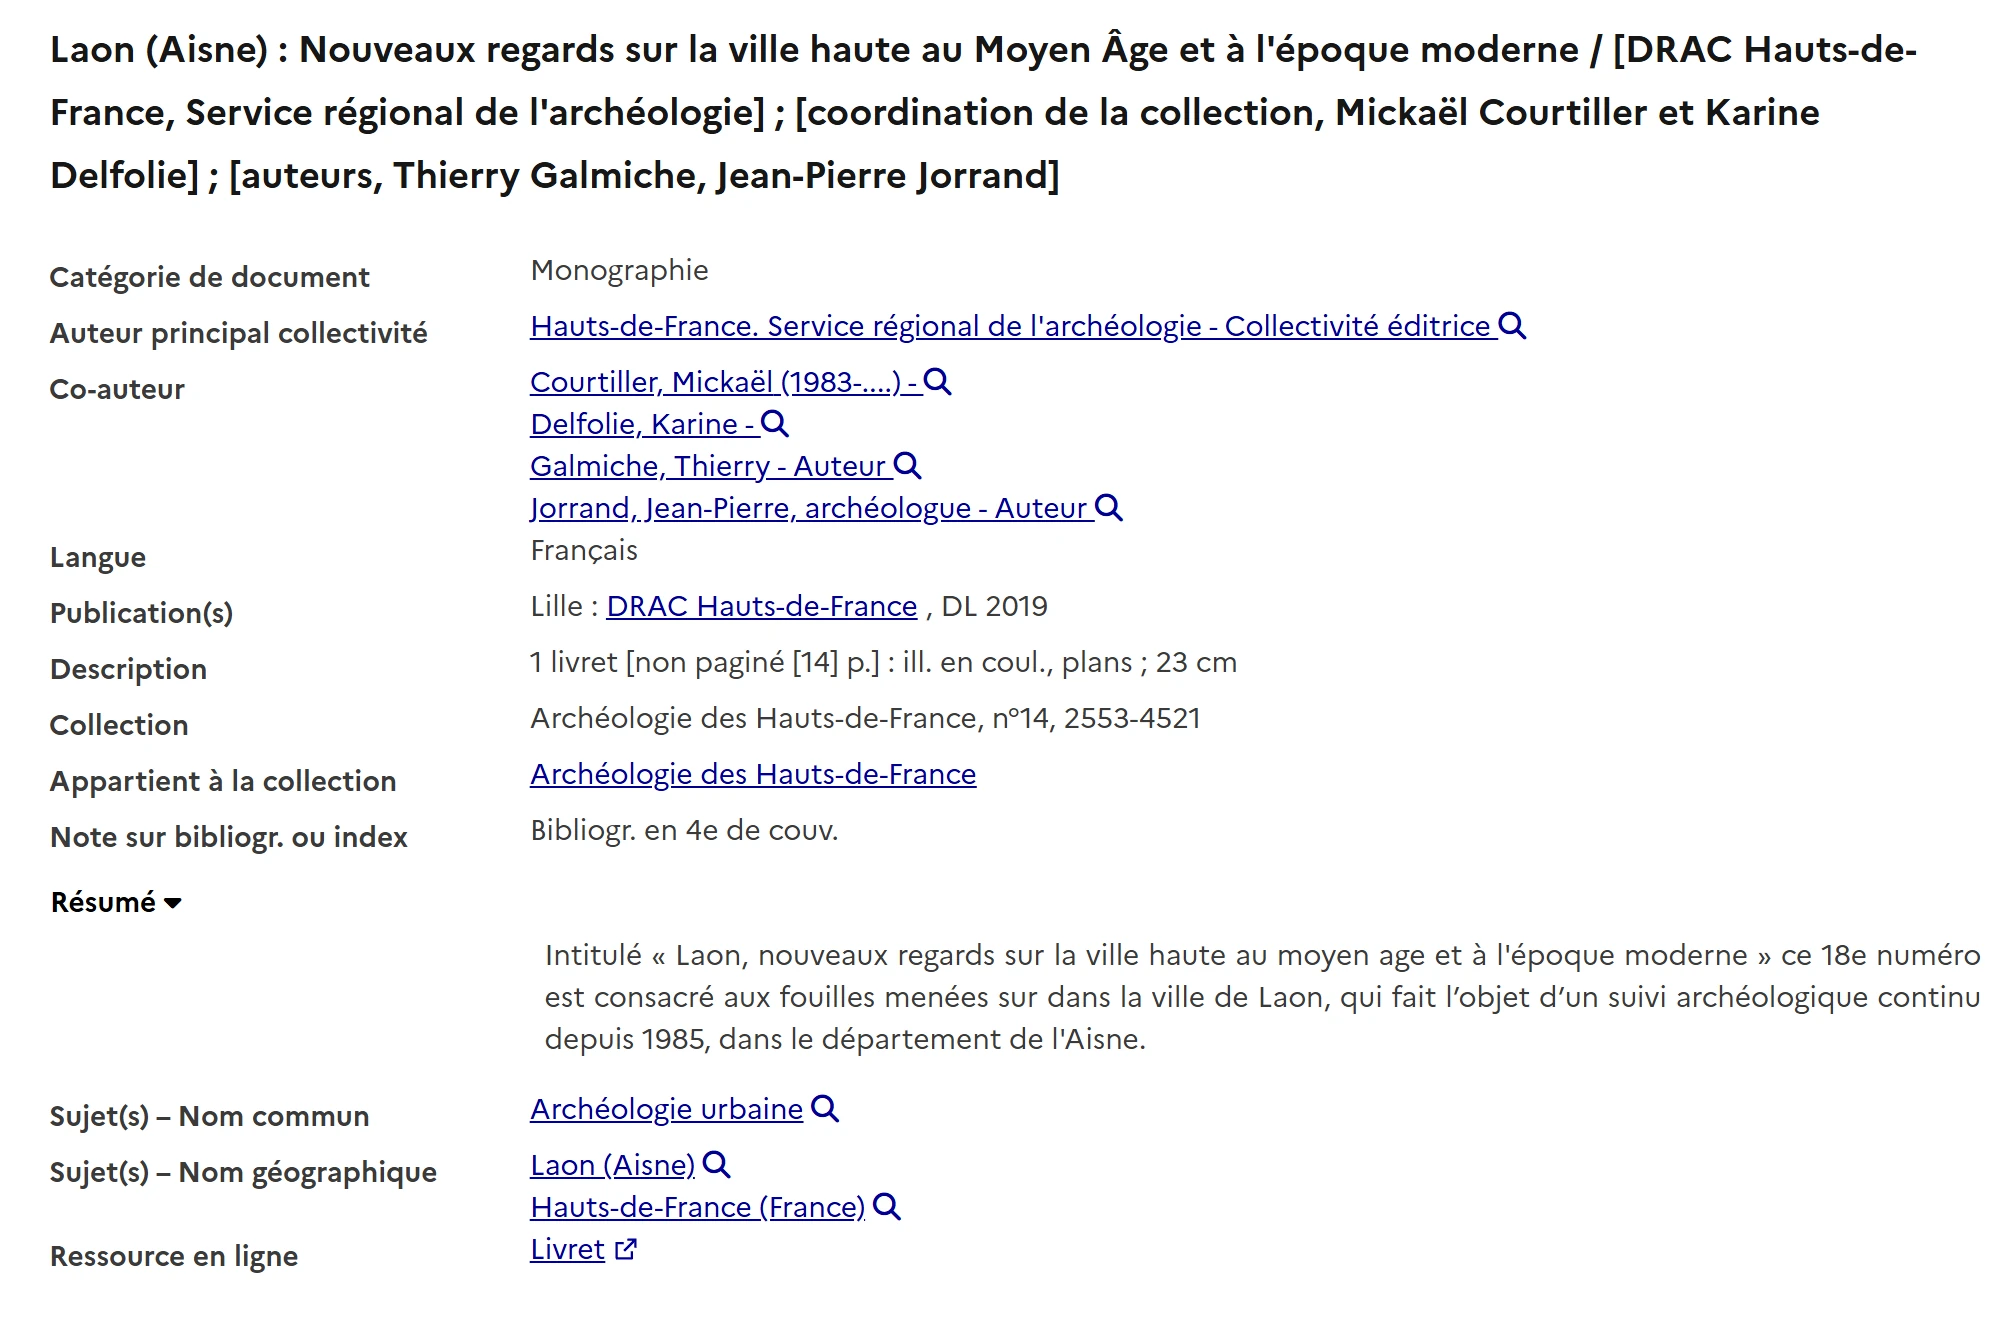 Laon (Aisne) : Nouveaux regards sur la ville haute au Moyen Âge et à l'époque moderne / [DRAC Hauts-de-
France, Service régional de l'archéologie] ; [coordination de la collection, Mickaël Courtiller et Karine
Delfolie] ; [auteurs, Thierry Galmiche, Jean-Pierre Jorrand]
Catégorie de document Monographie
Auteur principal collectivité Hauts-de-France. Service régional de l'archéologie - Collectivité éditrice
Co-auteur Courtiller, Mickaël (1983-....) -
Delfolie, Karine -
Galmiche, Thierry - Auteur
Jorrand, Jean-Pierre, archéologue - Auteur
Langue Français
Publication(s) Lille : DRAC Hauts-de-France , DL 2019
Description 1 livret [non paginé [14] p.] : ill. en coul., plans ; 23 cm
Collection Archéologie des Hauts-de-France, n°14, 2553-4521
Appartient à la collection Archéologie des Hauts-de-France
Note sur bibliogr. ou index Bibliogr. en 4e de couv.
Résumé
Intitulé « Laon, nouveaux regards sur la ville haute au moyen age et à l'époque moderne » ce 18e numéro
est consacré aux fouilles menées sur dans la ville de Laon, qui fait l’objet d’un suivi archéologique continu
depuis 1985, dans le département de l'Aisne.
Sujet(s) – Nom commun Archéologie urbaine
Sujet(s) – Nom géographique Laon (Aisne)
Hauts-de-France (France)
Ressource en ligne Livret